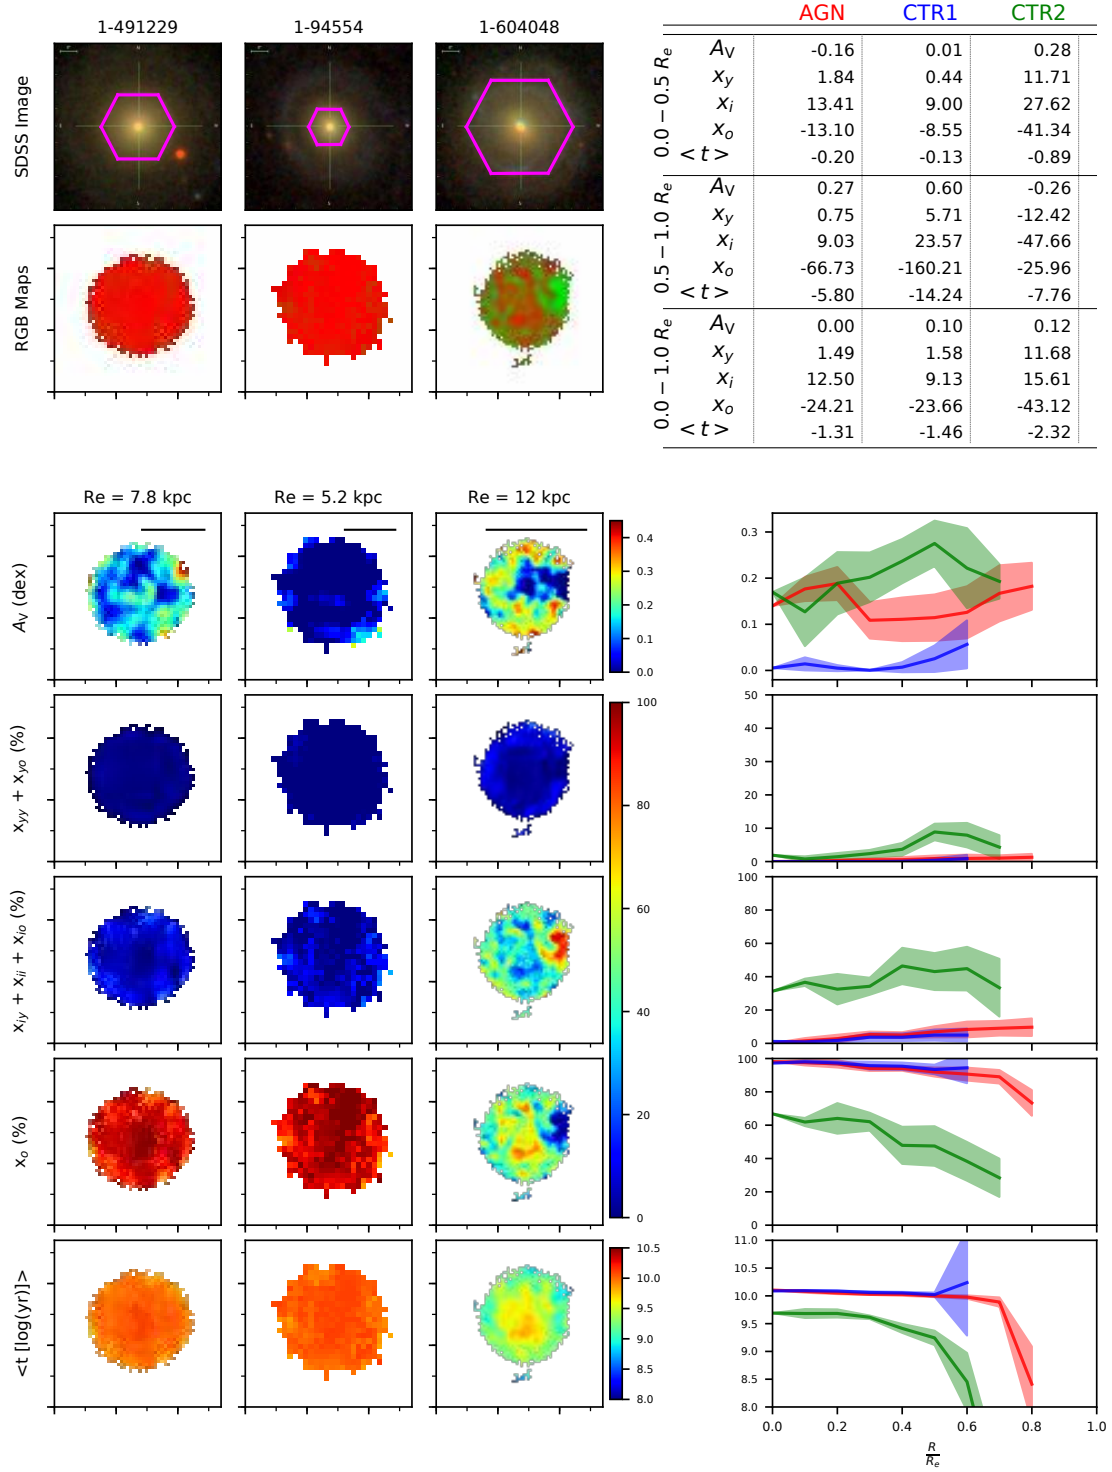 1-491229 1-94554 1-604048
SDSS Image
RGB Maps
AGN CTR1 CTR2
0.0 − 0.5 Re
AV -0.16 0.01 0.28
xy 1.84 0.44 11.71
xi 13.41 9.00 27.62
xo -13.10 -8.55 -41.34
< t > -0.20 -0.13 -0.89
0.5 − 1.0 Re
AV 0.27 0.60 -0.26
xy 0.75 5.71 -12.42
xi 9.03 23.57 -47.66
xo -66.73 -160.21 -25.96
< t > -5.80 -14.24 -7.76
0.0 − 1.0 Re
AV 0.00 0.10 0.12
xy 1.49 1.58 11.68
xi 12.50 9.13 15.61
xo -24.21 -23.66 -43.12
< t > -1.31 -1.46 -2.32
Re = 7.8 kpc Re = 5.2 kpc Re = 12 kpc
AV (dex)
0.4
0.3
0.2
0.1
0.0
0.3
0.2
0.1
0.0
xyy + xyo (%)
100
80
60
40
20
0
50
40
30
20
10
0
xiy + xii + xio (%)
100
80
60
40
20
0
xo (%)
100
80
60
40
20
0
<t [log(yr)]>
10.5
10.0
9.5
9.0
8.5
8.0
11.0
10.5
10.0
9.5
9.0
8.5
8.0
0.0 0.2 0.4 0.6 0.8 1.0
R
Re